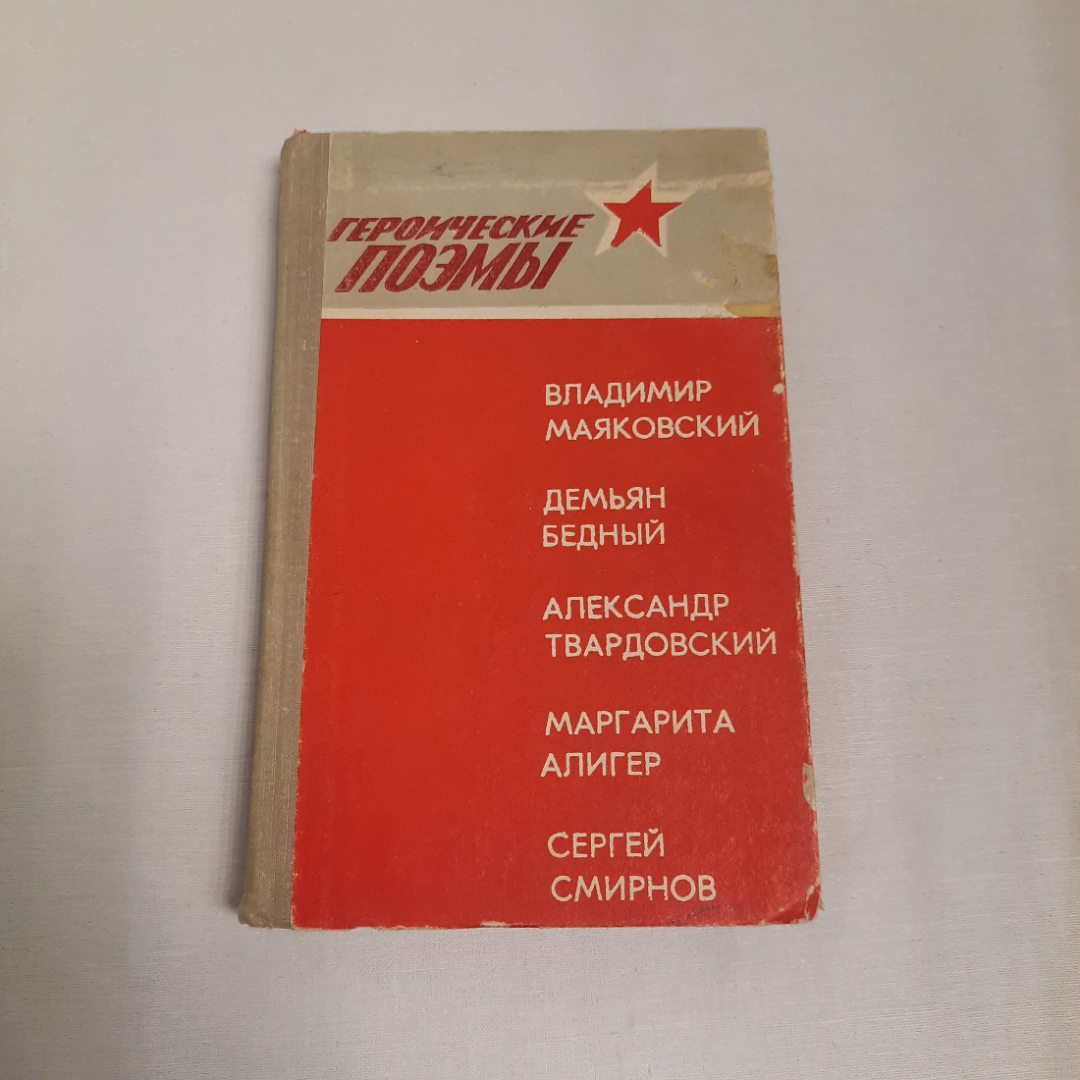 ГЕРОИЧЕСКИЕ
ПОЭМЫ
ВЛАДИМИР
МАЯКОВСКИЙ
ДЕМЬЯН
БЕДНЫЙ
АЛЕКСАНДР
ТВАРДОВСКИЙ
МАРГАРИТА
АЛИГЕР
СЕРГЕЙ
СМИРНОВ